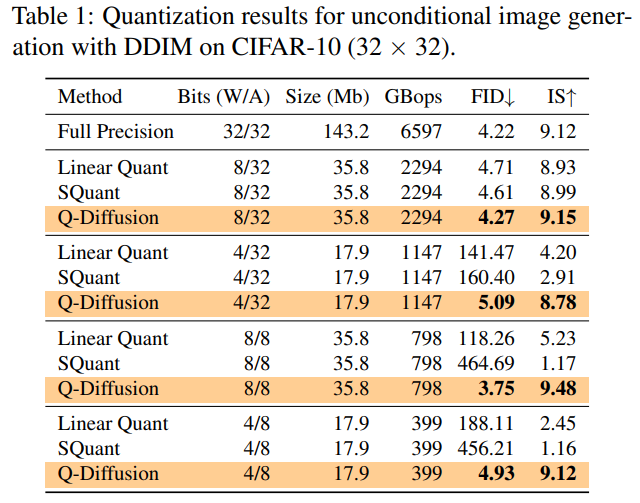 Table 1: Quantization results for unconditional image gener-
ation with DDIM on CIFAR-10 (32 × 32).
Method Bits (W/A) Size (Mb) GBops FID↓ IS↑
Full Precision 32/32 143.2 6597 4.22 9.12
Linear Quant 8/32 35.8 2294 4.71 8.93
SQuant 8/32 35.8 2294 4.61 8.99
Q-Diffusion 8/32 35.8 2294 4.27 9.15
Linear Quant 4/32 17.9 1147 141.47 4.20
SQuant 4/32 17.9 1147 160.40 2.91
Q-Diffusion 4/32 17.9 1147 5.09 8.78
Linear Quant 8/8 35.8 798 118.26 5.23
SQuant 8/8 35.8 798 464.69 1.17
Q-Diffusion 8/8 35.8 798 3.75 9.48
Linear Quant 4/8 17.9 399 188.11 2.45
SQuant 4/8 17.9 399 456.21 1.16
Q-Diffusion 4/8 17.9 399 4.93 9.12